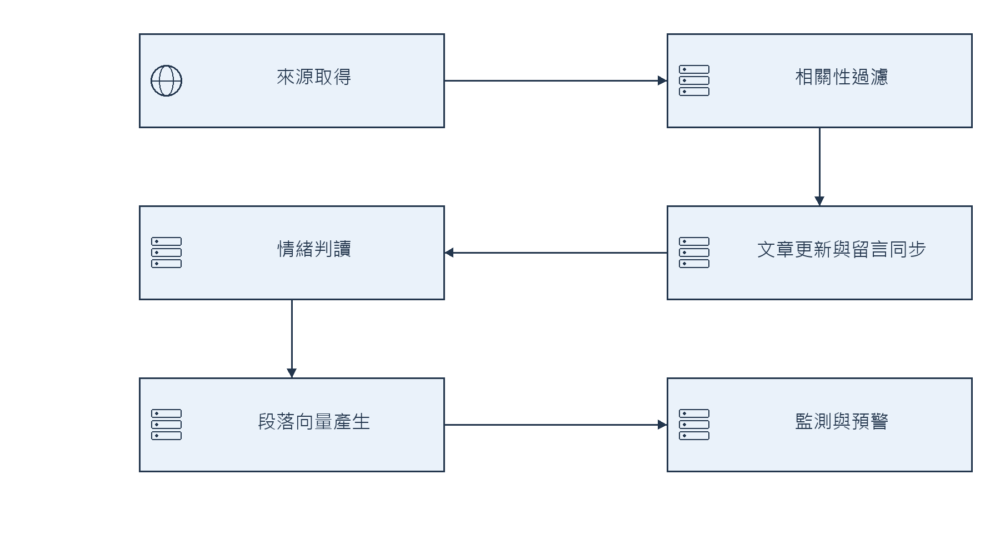 來源取得
相關性過濾
文章更新與留言同步
情緒判讀
段落向量產生
監測與預警